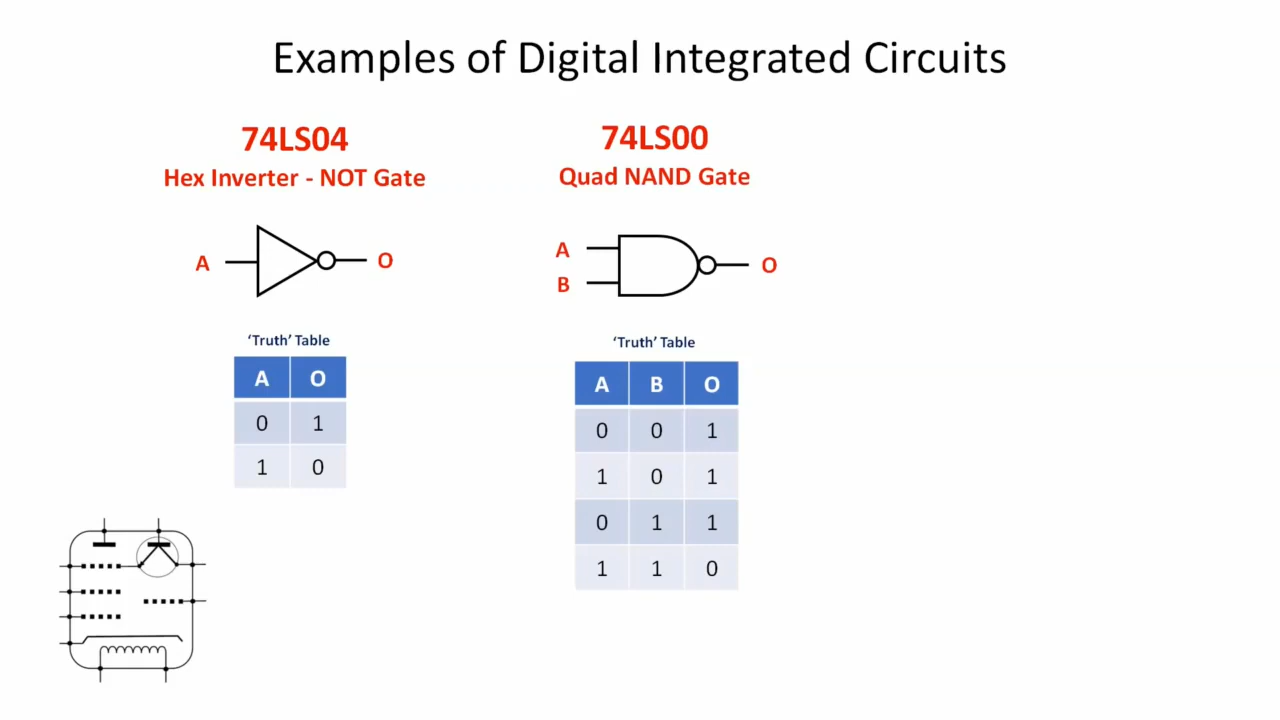 Examples of Digital Integrated Circuits
74LS04
Hex Inverter - NOT Gate
A
O
‘Truth’ Table
A O
0 1
1 0
74LS00
Quad NAND Gate
A
B
O
‘Truth’ Table
A B O
0 0 1
1 0 1
0 1 1
1 1 0